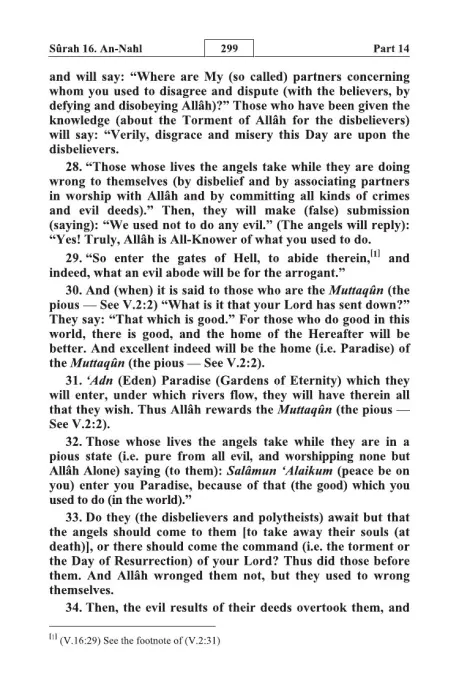 Sûrah 16. An-Nahl 299 Part 14
and will say: “Where are My (so called) partners concerning
whom you used to disagree and dispute (with the believers, by
defying and disobeying Allâh)?” Those who have been given the
knowledge (about the Torment of Allâh for the disbelievers)
will say: “Verily, disgrace and misery this Day are upon the
disbelievers.
28. “Those whose lives the angels take while they are doing
wrong to themselves (by disbelief and by associating partners
in worship with Allâh and by committing all kinds of crimes
and evil deeds).” Then, they will make (false) submission
(saying): “We used not to do any evil.” (The angels will reply):
“Yes! Truly, Allâh is All-Knower of what you used to do.
29. “So enter the gates of Hell, to abide therein,[1] and
indeed, what an evil abode will be for the arrogant.”
30. And (when) it is said to those who are the Muttaqûn (the
pious — See V.2:2) “What is it that your Lord has sent down?”
They say: “That which is good.” For those who do good in this
world, there is good, and the home of the Hereafter will be
better. And excellent indeed will be the home (i.e. Paradise) of
the Muttaqûn (the pious — See V.2:2).
31. ‘Adn (Eden) Paradise (Gardens of Eternity) which they
will enter, under which rivers flow, they will have therein all
that they wish. Thus Allâh rewards the Muttaqûn (the pious —
See V.2:2).
32. Those whose lives the angels take while they are in a
pious state (i.e. pure from all evil, and worshipping none but
Allâh Alone) saying (to them): Salâmun ‘Alaikum (peace be on
you) enter you Paradise, because of that (the good) which you
used to do (in the world).”
33. Do they (the disbelievers and polytheists) await but that
the angels should come to them [to take away their souls (at
death)], or there should come the command (i.e. the torment or
the Day of Resurrection) of your Lord? Thus did those before
them. And Allâh wronged them not, but they used to wrong
themselves.
34. Then, the evil results of their deeds overtook them, and
[1] (V.16:29) See the footnote of (V.2:31)